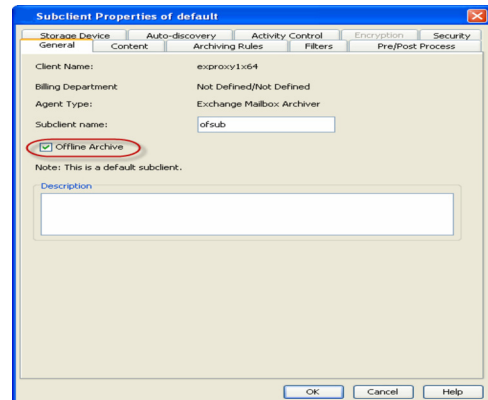 Subclient Properties of default
Storage Device Auto-discovery Activity Control Encryption Security
General Content Archiving Rules Filters Pre/Post Process
Client Name: exproxy1x64
Billing Department Not Defined/Not Defined
Agent Type: Exchange Mailbox Archiver
Subclient name: ofsub
Offline Archive
Note: This is a default subclient.
Description
OK Cancel Help